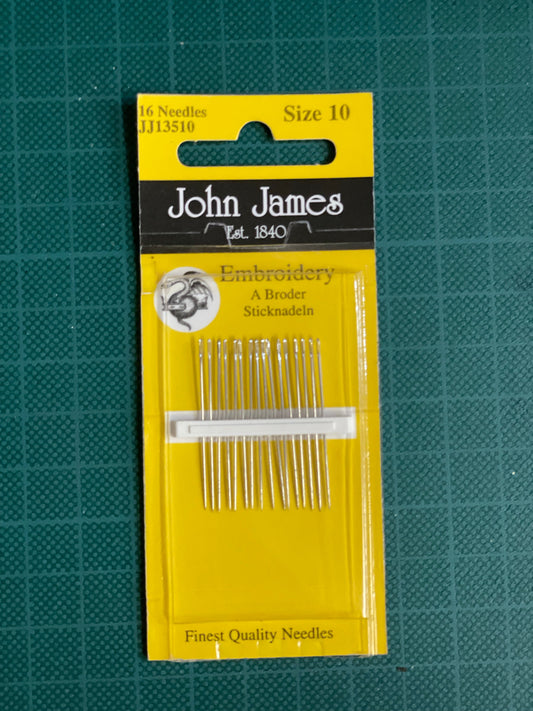 16 Needles
Size 10
JJ13510
John James
Est. 1840
Embroidery
A Broder
Sticknadeln
Finest Quality Needles